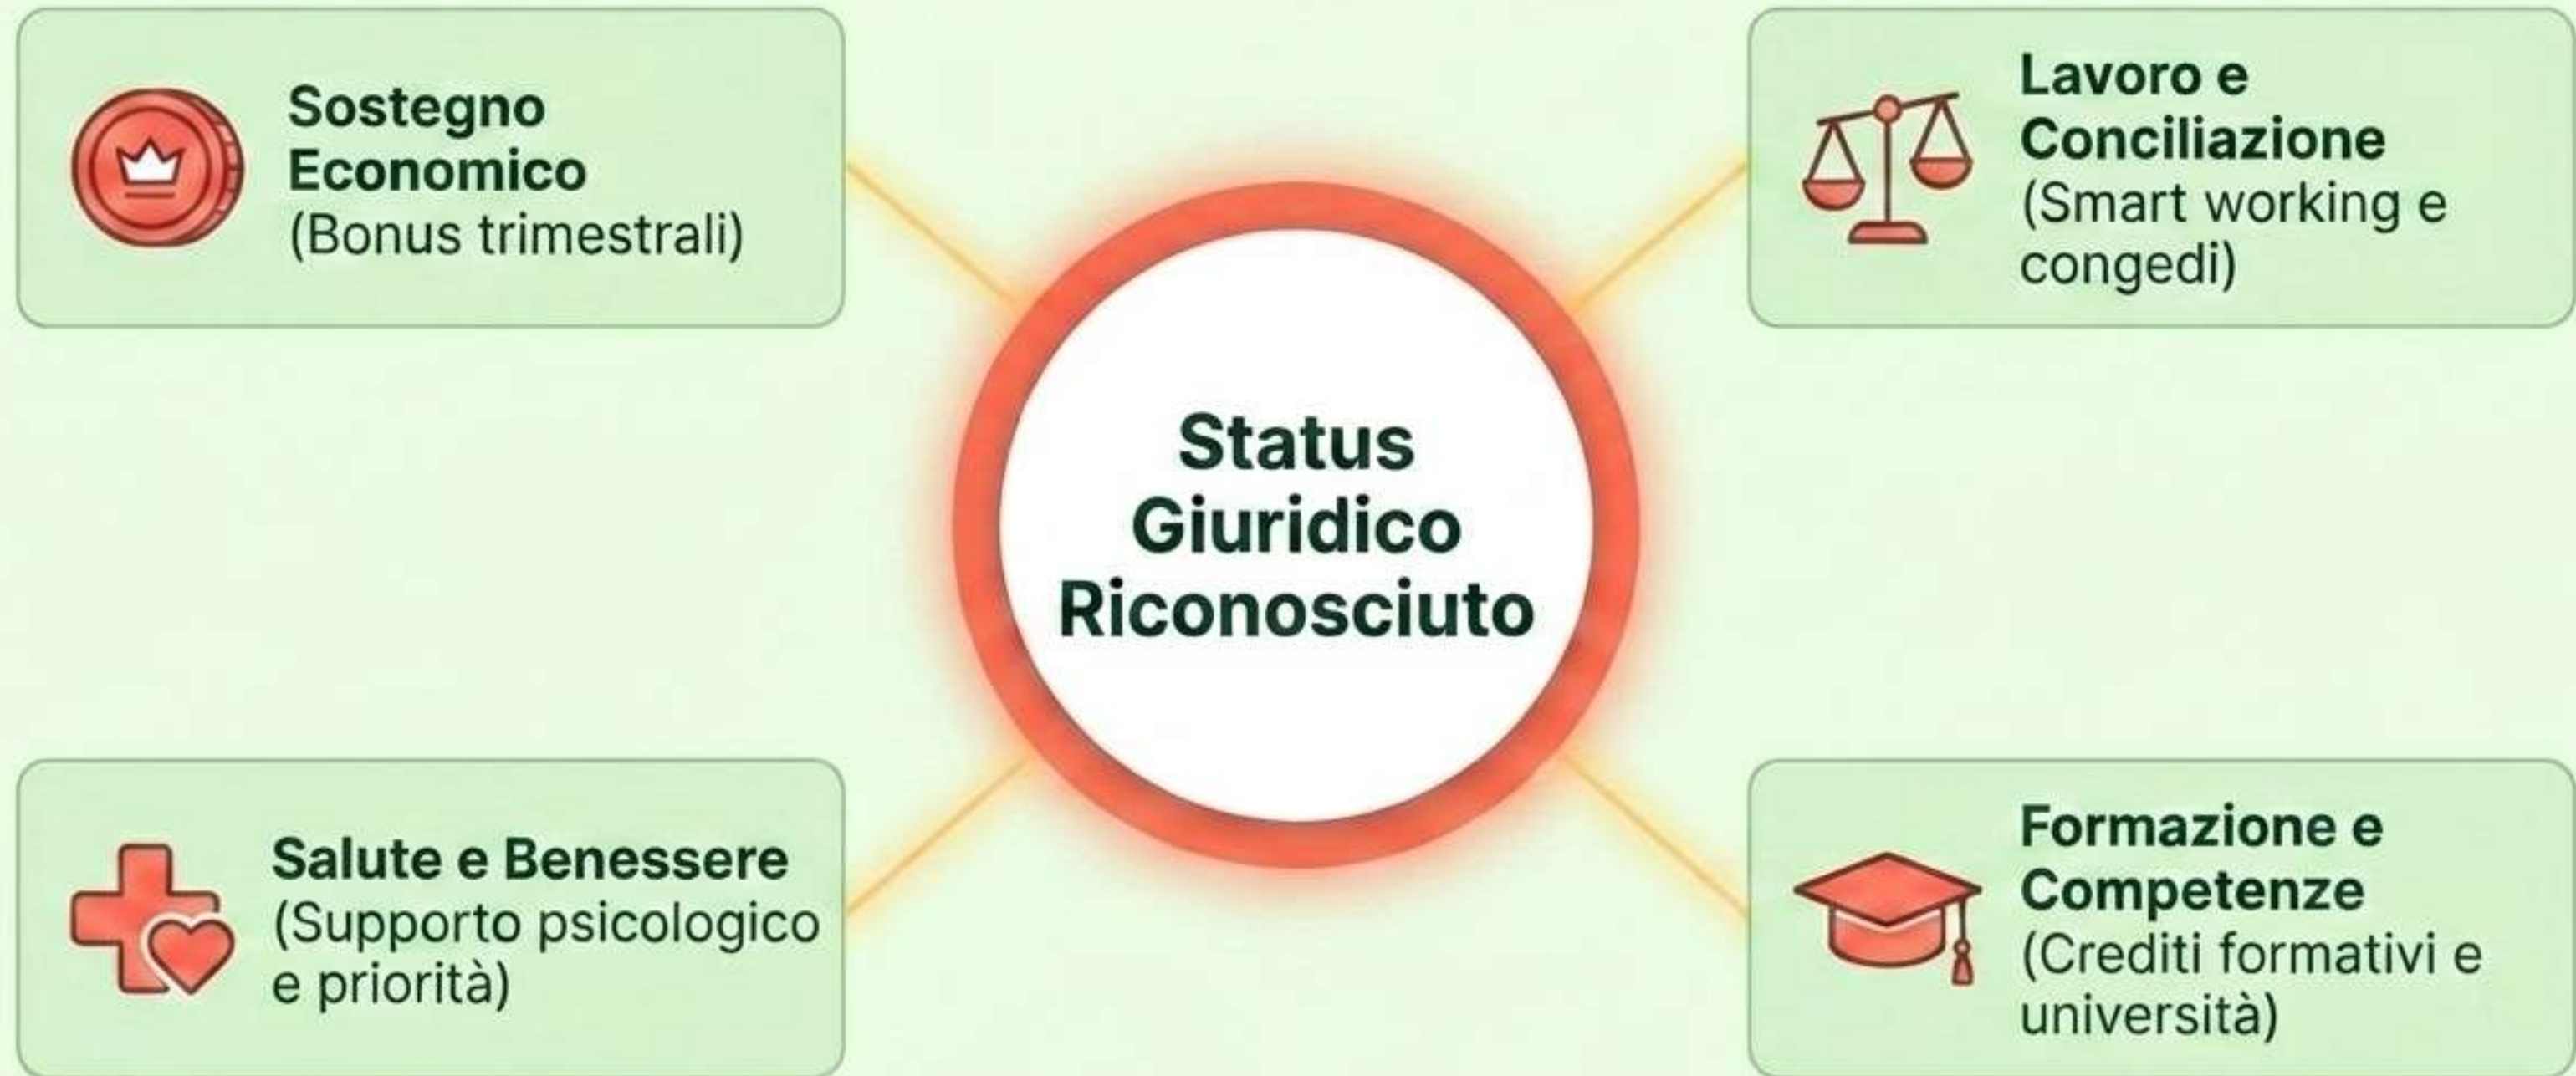 Sostegno
Economico
(Bonus trimestrali)
Lavoro e
Conciliazione
(Smart working e
congedi)
Status
Giuridico
Riconosciuto
Salute e Benessere
(Supporto psicologico
e priorità)
Formazione e
Competenze
(Crediti formativi e
università)